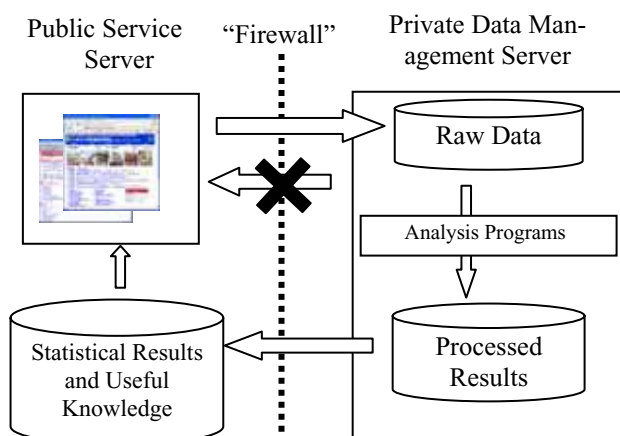 Public Service
Server
“Firewall”
Private Data Man-
agement Server
Raw Data
Analysis Programs
Statistical Results
and Useful
Knowledge
Processed
Results